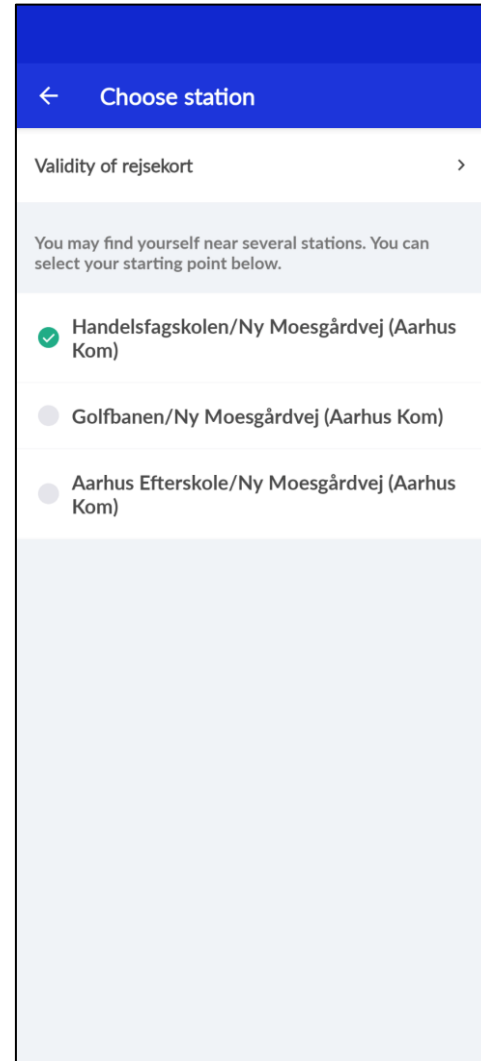 Choose station
Validity of rejsekort
You may find yourself near several stations. You can
select your starting point below.
Handelsfagskolen/Ny Moesgårdvej (Aarhus
Kom)
Golfbanen/Ny Moesgårdvej (Aarhus Kom)
Aarhus Efterskole/Ny Moesgårdvej (Aarhus
Kom)